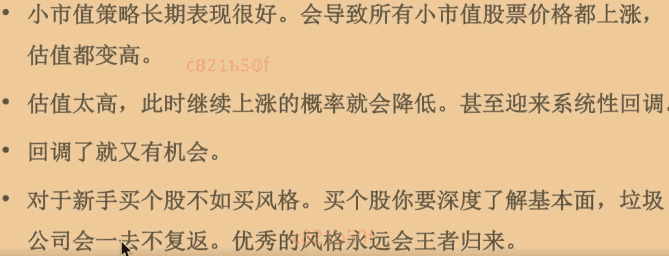 • 小市值策略长期表现很好。会导致所有小市值股票价格都上涨，
估值都变高。
c821b50f
• 估值太高，此时继续上涨的概率就会降低。甚至迎来系统性回调.
• 回调了就又有机会。
• 对于新手买个股不如买风格。买个股你要深度了解基本面，垃圾
公司会一去不复返。优秀的风格永远会王者归来。